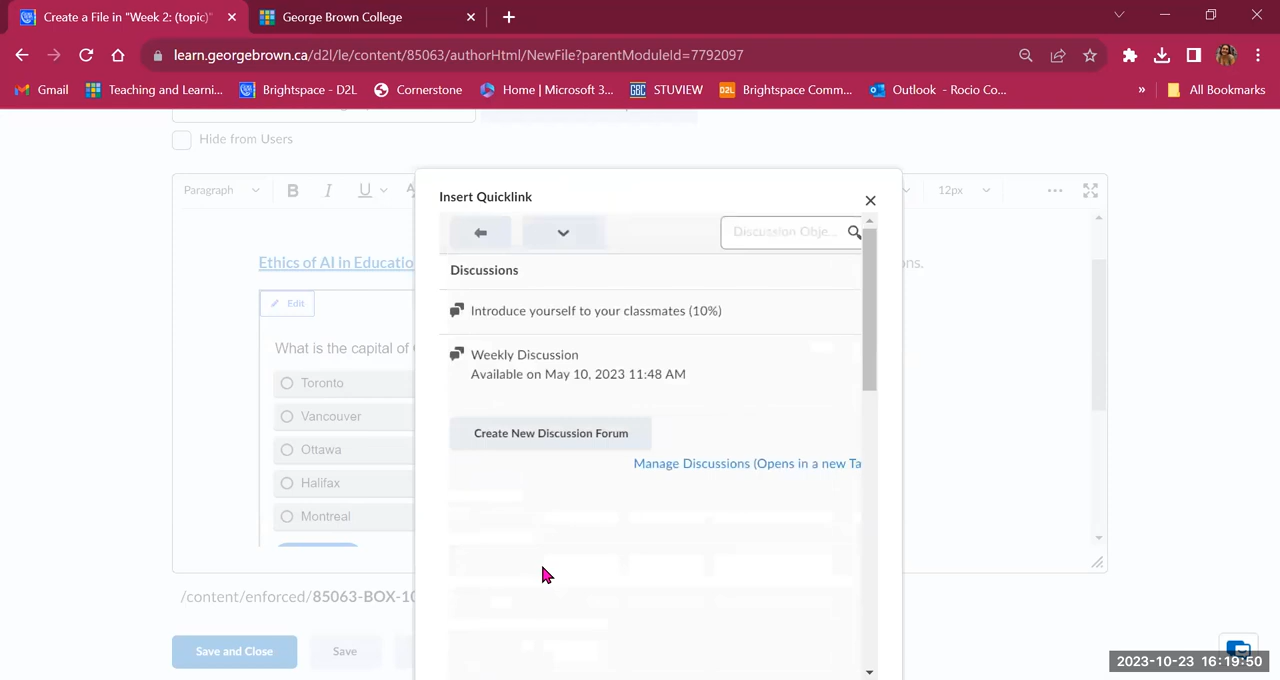 Create a File in "Week 2: (topic)"
George Brown College
learn.georgebrown.ca/d2l/le/content/85063/authorHtml/NewFile?parentModuleId=7792097
Gmail
Teaching and Learni...
Brightspace - D2L
Cornerstone
Home | Microsoft 3...
GBC STUVIEW
D2L Brightspace Comm...
Outlook - Rocio Co...
»
All Bookmarks
Hide from Users
Paragraph
B I U
12px
Insert Quicklink
Discussion Obje...
Ethics of AI in Educatio
ons.
Discussions
Edit
Introduce yourself to your classmates (10%)
What is the capital of
Weekly Discussion
Available on May 10, 2023 11:48 AM
Toronto
Vancouver
Create New Discussion Forum
Ottawa
Manage Discussions (Opens in a new Ta
Halifax
Montreal
/content/enforced/85063-BOX-10
Save and Close
Save
2023-10-23 16:19:50